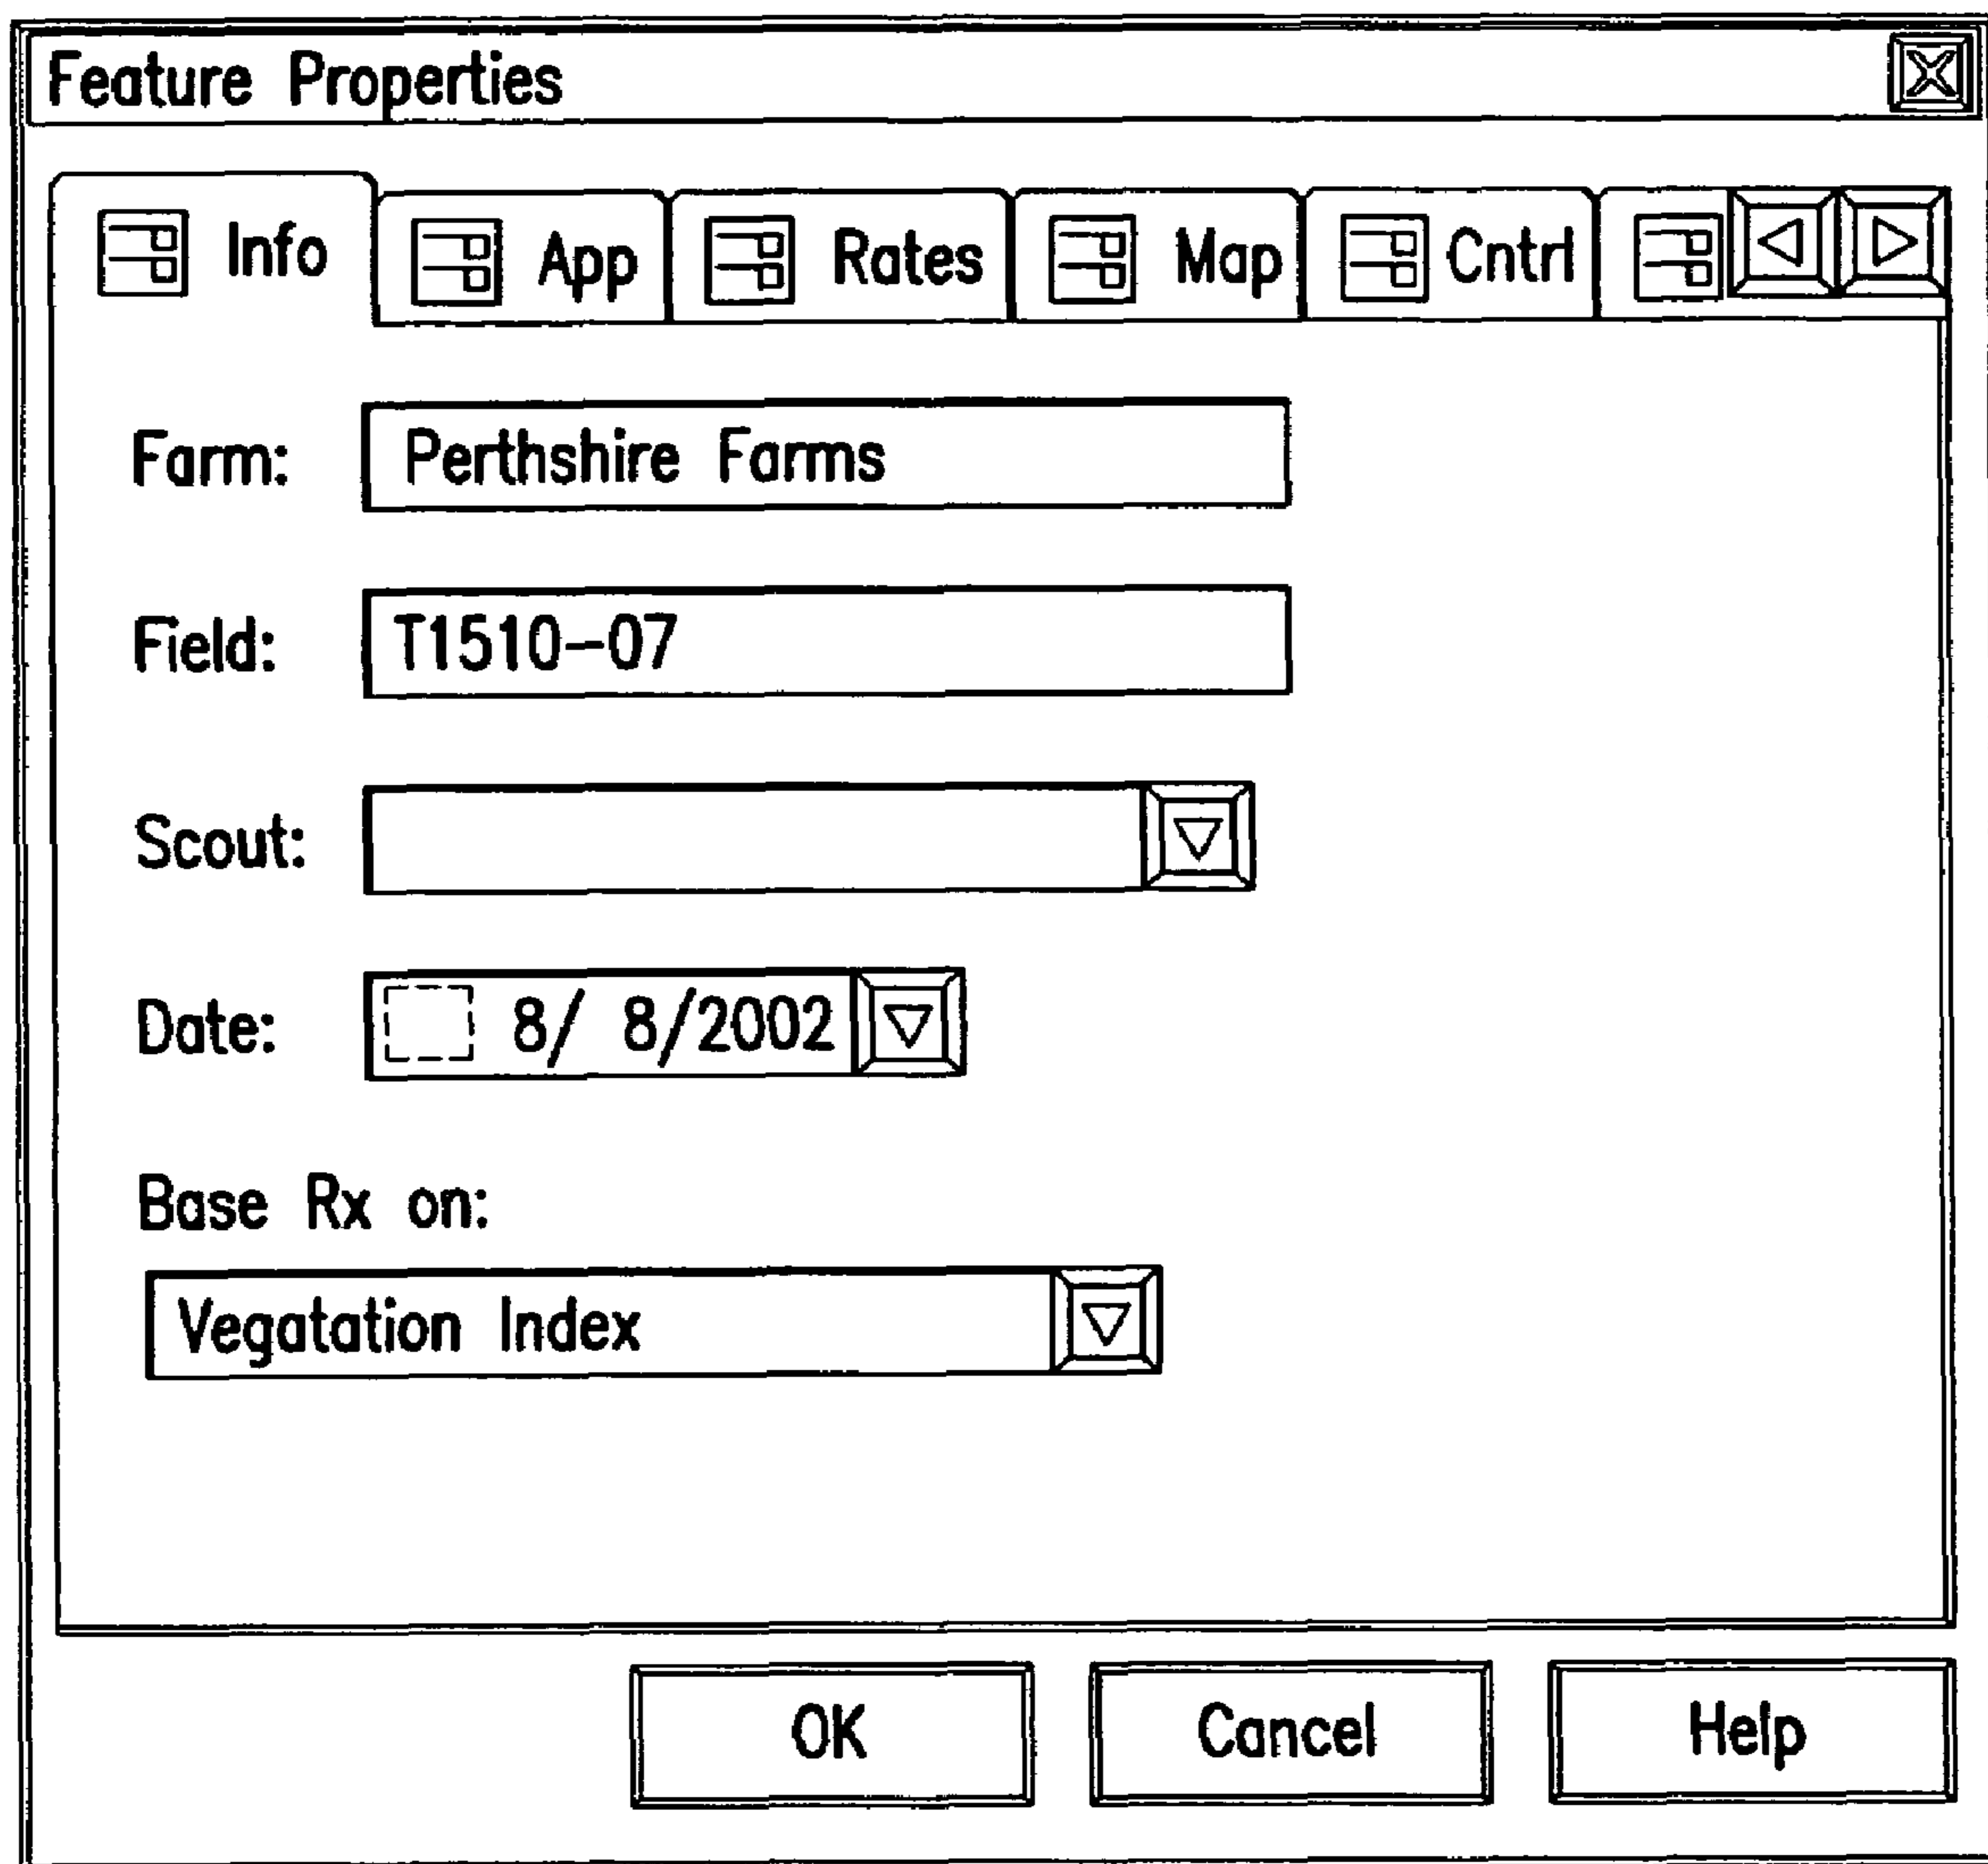 Feature Properties
Info App Rates Map Cntrl
Farm: Perthshire Farms
Field: T1510--07
Scout:
Date: 8/ 8/2002
Base Rx on:
Vegatation Index
OK Cancel Help